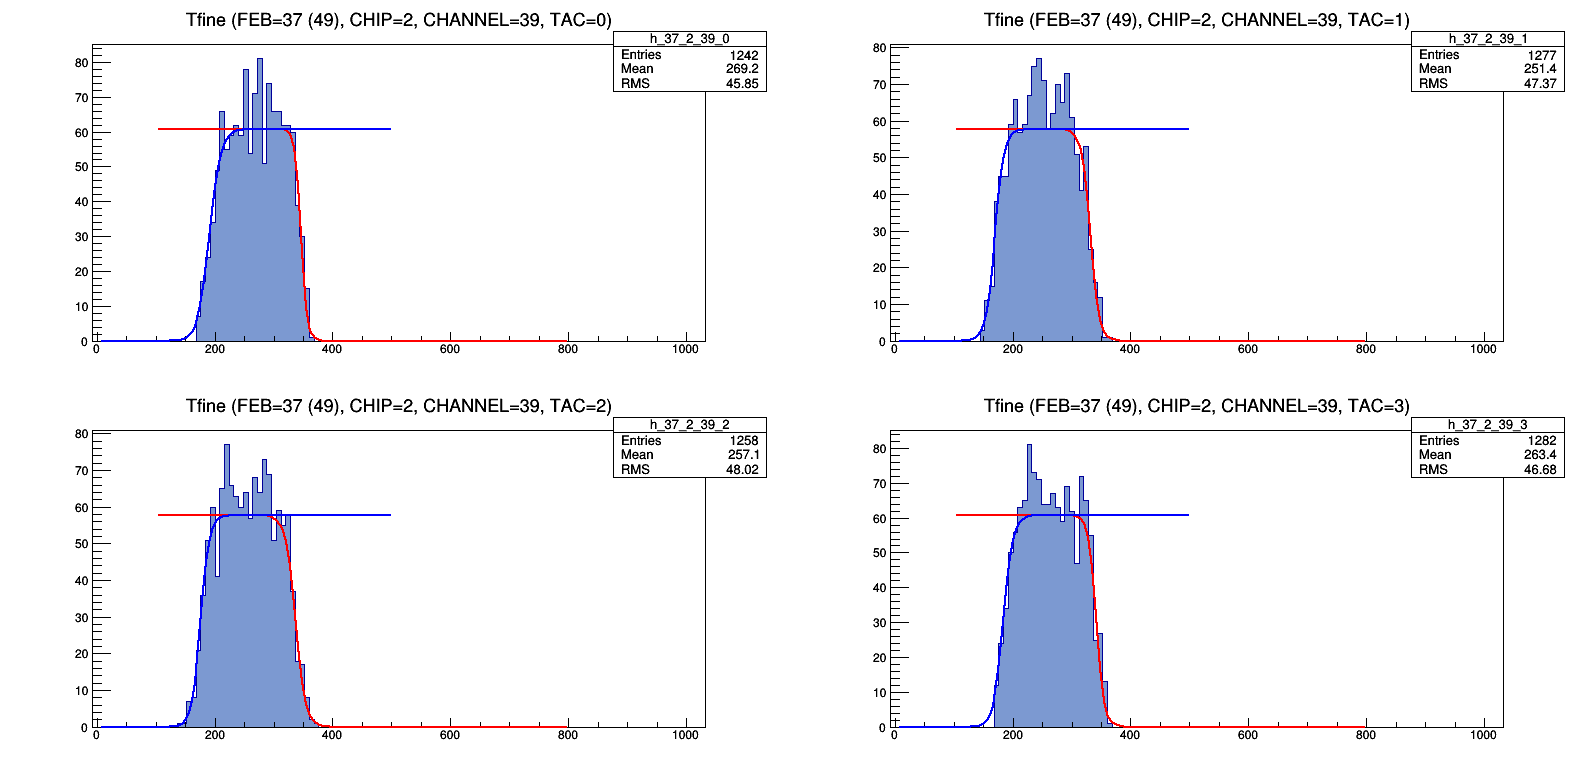 Tfine (FEB=37 (49), CHIP=2, CHANNEL=39, TAC=0)
h_37_2_39_0
Entries 1242
Mean 269.2
RMS 45.85
80
70
60
50
40
30
20
10
0
0 200 400 600 800 1000
Tfine (FEB=37 (49), CHIP=2, CHANNEL=39, TAC=1)
h_37_2_39_1
Entries 1277
Mean 251.4
RMS 47.37
80
70
60
50
40
30
20
10
0
0 200 400 600 800 1000
Tfine (FEB=37 (49), CHIP=2, CHANNEL=39, TAC=2)
h_37_2_39_2
Entries 1258
Mean 257.1
RMS 48.02
80
70
60
50
40
30
20
10
0
0 200 400 600 800 1000
Tfine (FEB=37 (49), CHIP=2, CHANNEL=39, TAC=3)
h_37_2_39_3
Entries 1282
Mean 263.4
RMS 46.68
80
70
60
50
40
30
20
10
0
0 200 400 600 800 1000